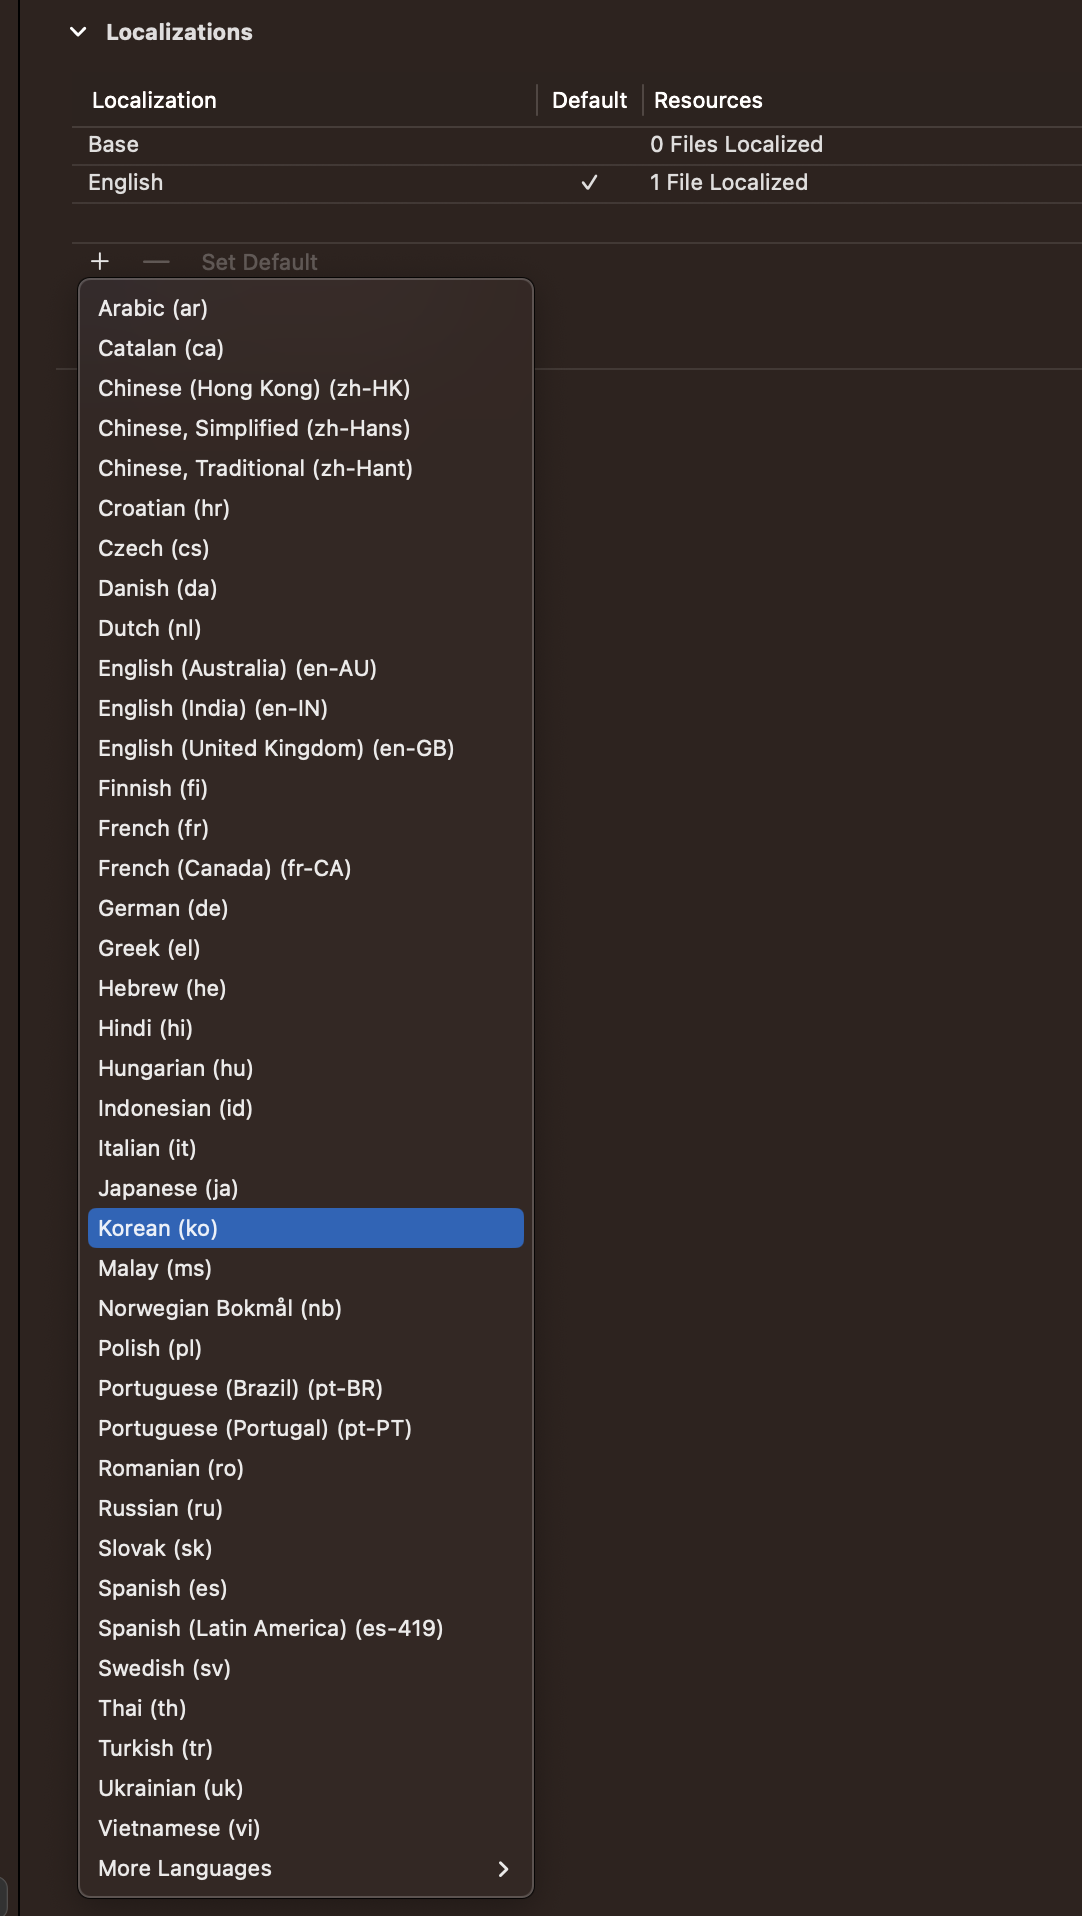 Localizations
Localization Default Resources
Base 0 Files Localized
English ✓ 1 File Localized
+ — Set Default
Arabic (ar)
Catalan (ca)
Chinese (Hong Kong) (zh-HK)
Chinese, Simplified (zh-Hans)
Chinese, Traditional (zh-Hant)
Croatian (hr)
Czech (cs)
Danish (da)
Dutch (nl)
English (Australia) (en-AU)
English (India) (en-IN)
English (United Kingdom) (en-GB)
Finnish (fi)
French (fr)
French (Canada) (fr-CA)
German (de)
Greek (el)
Hebrew (he)
Hindi (hi)
Hungarian (hu)
Indonesian (id)
Italian (it)
Japanese (ja)
Korean (ko)
Malay (ms)
Norwegian Bokmål (nb)
Polish (pl)
Portuguese (Brazil) (pt-BR)
Portuguese (Portugal) (pt-PT)
Romanian (ro)
Russian (ru)
Slovak (sk)
Spanish (es)
Spanish (Latin America) (es-419)
Swedish (sv)
Thai (th)
Turkish (tr)
Ukrainian (uk)
Vietnamese (vi)
More Languages